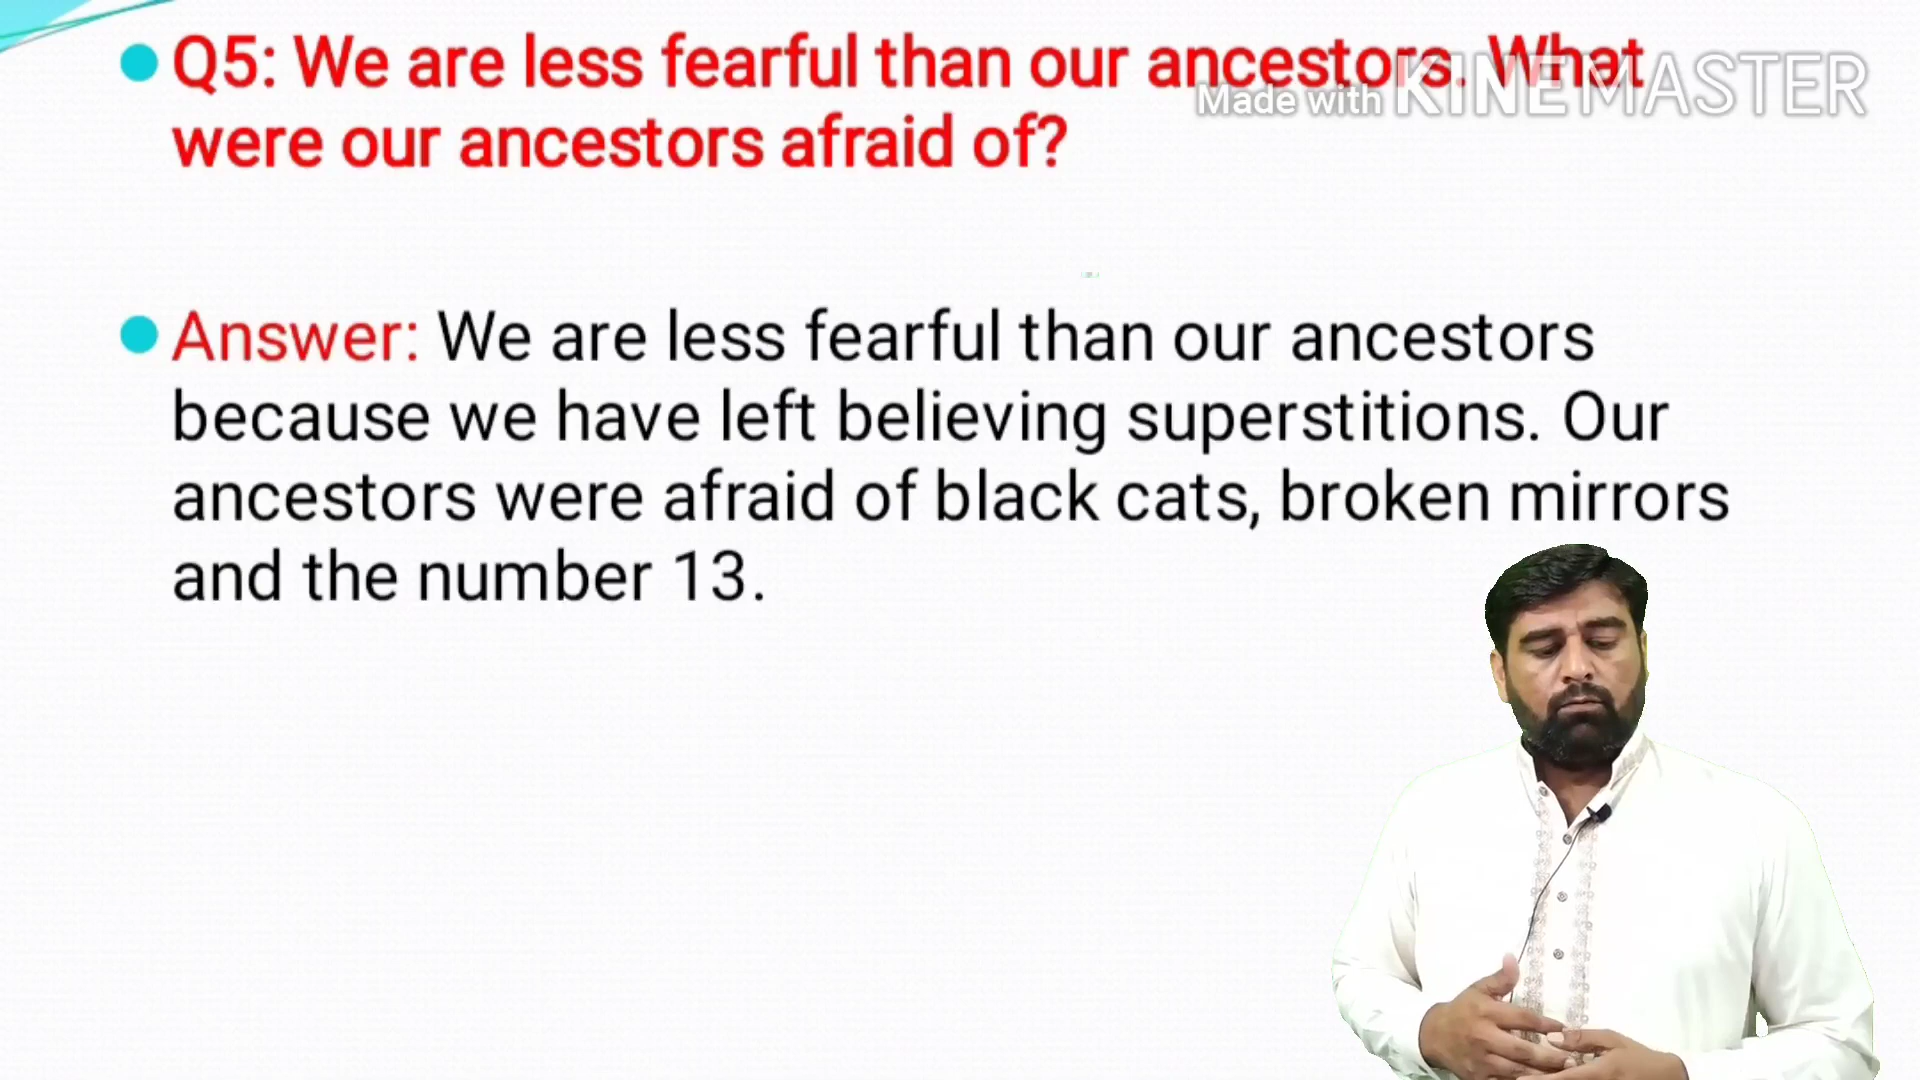 Q5: We are less fearful than our ancestors. What
were our ancestors afraid of?
Made with KINEMASTER
Answer: We are less fearful than our ancestors
because we have left believing superstitions. Our
ancestors were afraid of black cats, broken mirrors
and the number 13.